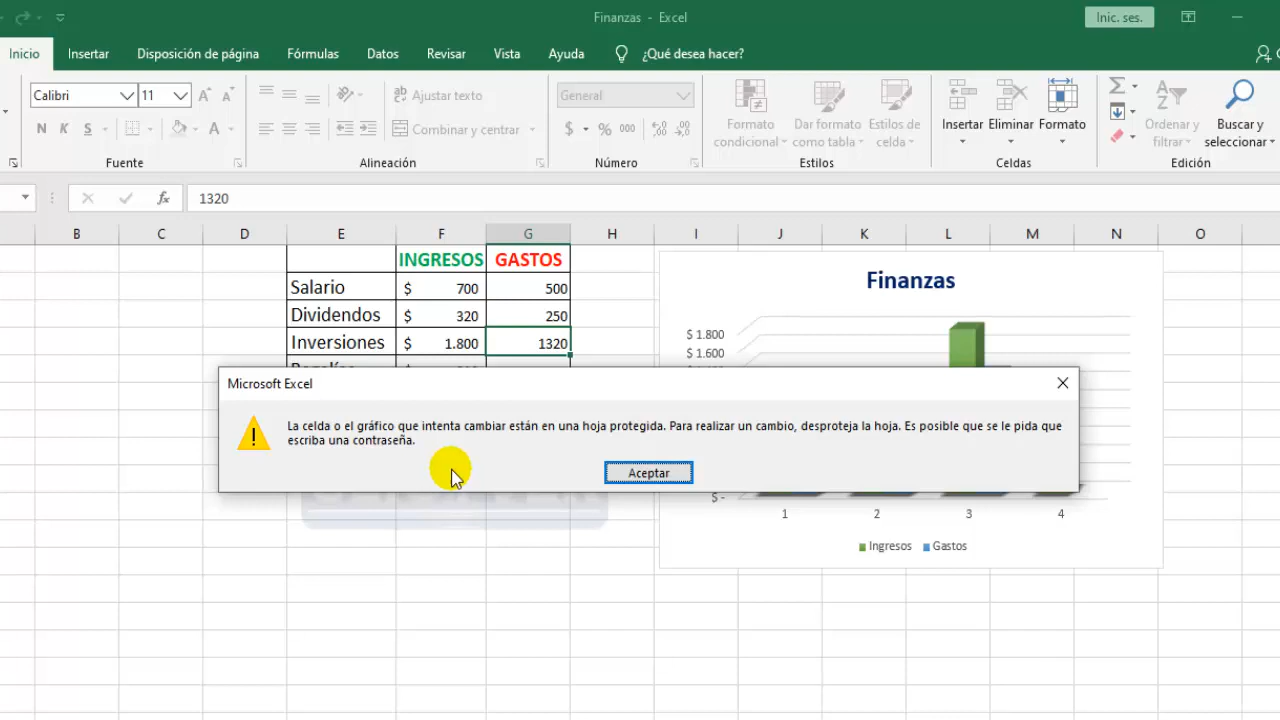 Finanzas - Excel
Inic. ses.
Inicio Insertar Disposición de página Fórmulas Datos Revisar Vista Ayuda ¿Qué desea hacer?
Calibri 11 Ajustar texto General
N K S Combinar y centrar $ % 000
Formato condicional
Dar formato como tabla
Estilos de celda
Insertar Eliminar Formato
Ordenar y filtrar
Buscar y seleccionar
Fuente Alineación Número Estilos Celdas Edición
fx 1320
B C D E F G H I J K L M N O
INGRESOS GASTOS
Salario $ 700 500
Dividendos $ 320 250
Inversiones $ 1.800 1320
Finanzas
$ 1.800
$ 1.600
Microsoft Excel
La celda o el gráfico que intenta cambiar están en una hoja protegida. Para realizar un cambio, desproteja la hoja. Es posible que se le pida que
escriba una contraseña.
Aceptar
$ -
1 2 3 4
Ingresos Gastos